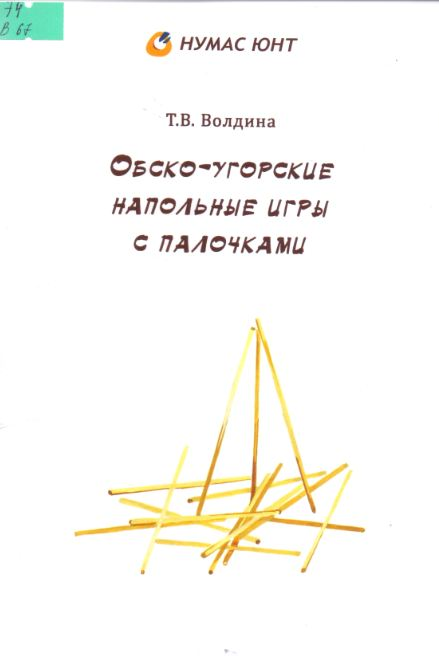 74
В 67
НУМАС ЮНТ
Т.В. Волдина
ОБСКО-УГОРСКИЕ
НАПОЛЬНЫЕ ИГРЫ
С ПАЛОЧКАМИ